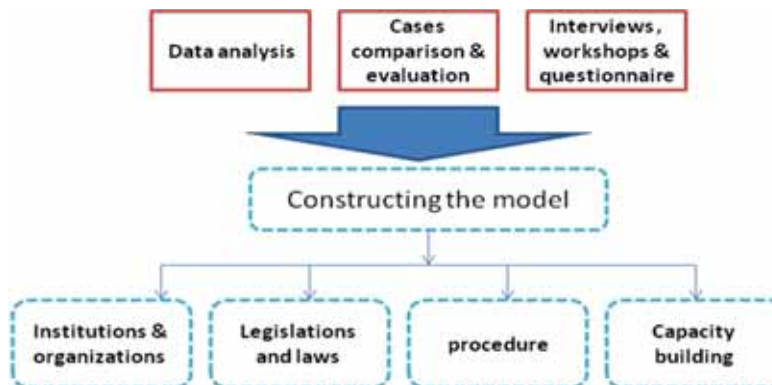 Data analysis
Cases
comparison &
evaluation
Interviews,
workshops &
questionnaire
Constructing the model
Institutions &
organizations
Legislations
and laws
procedure
Capacity
building